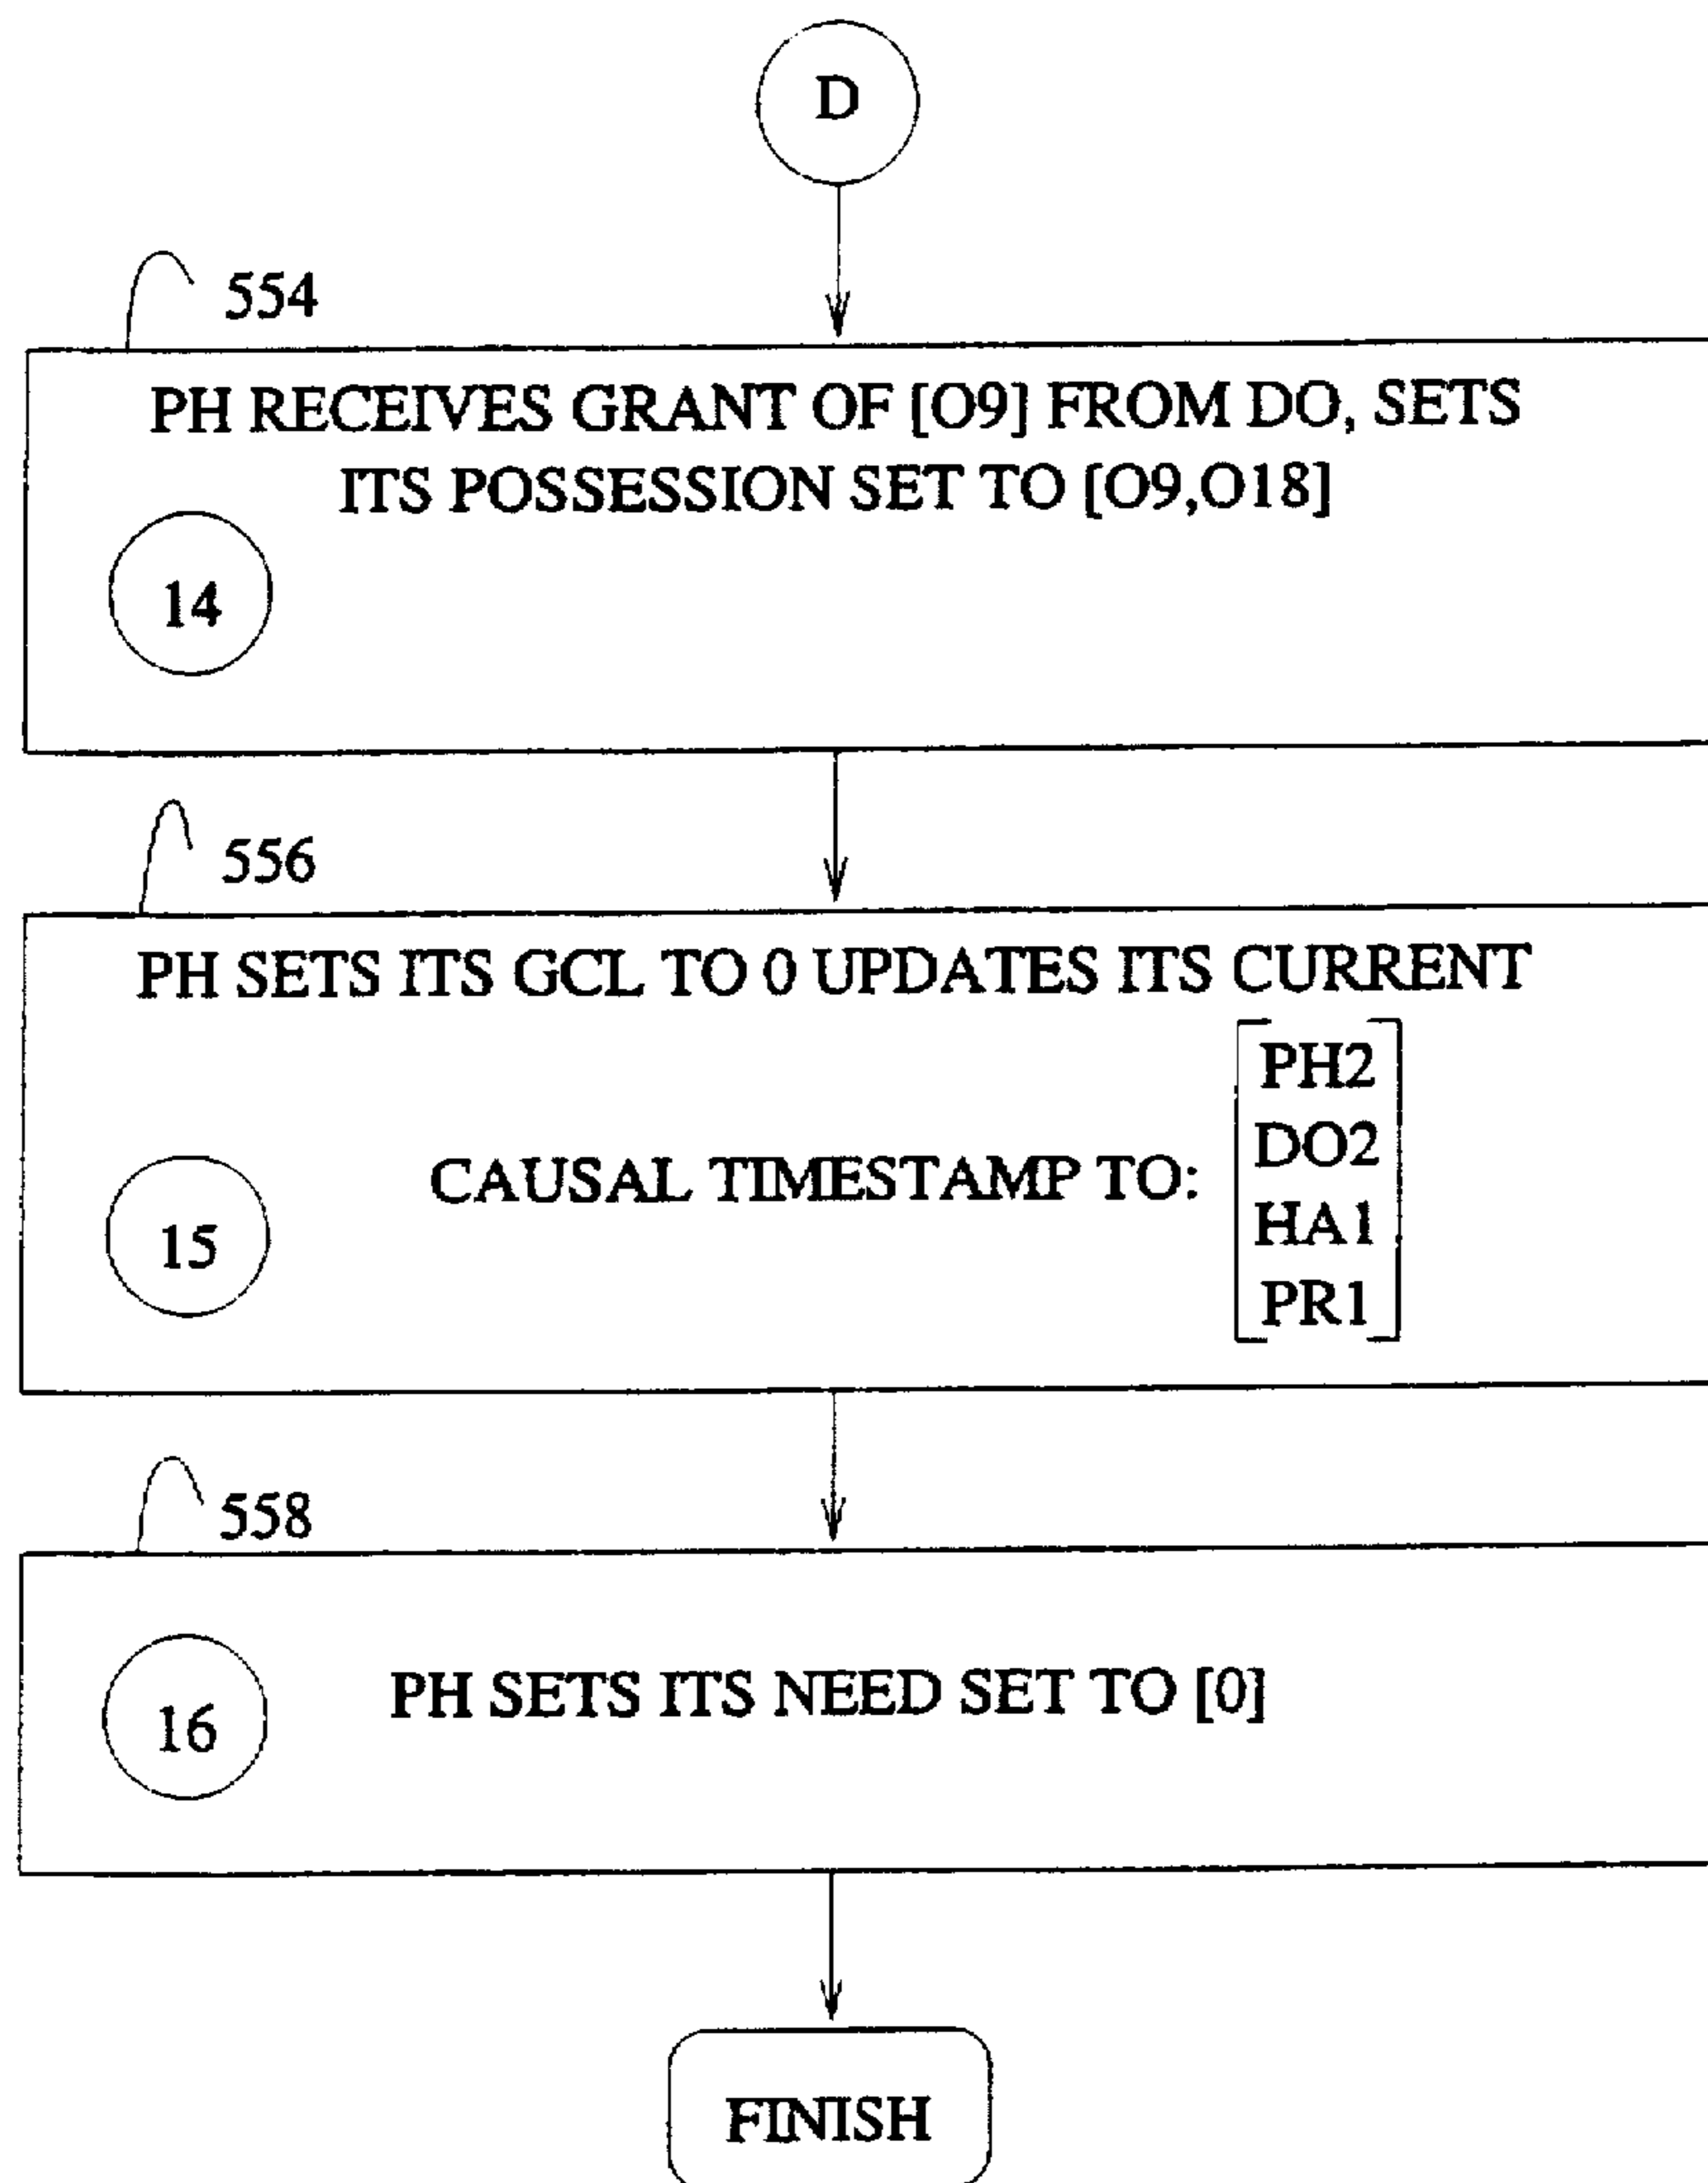 D
554
PH RECEIVES GRANT OF [O9] FROM DO, SETS
ITS POSSESSION SET TO [O9,O18]
14
556
PH SETS ITS GCL TO 0 UPDATES ITS CURRENT
PH2
DO2
CAUSAL TIMESTAMP TO:
HA1
PR1
15
558
PH SETS ITS NEED SET TO [0]
16
FINISH